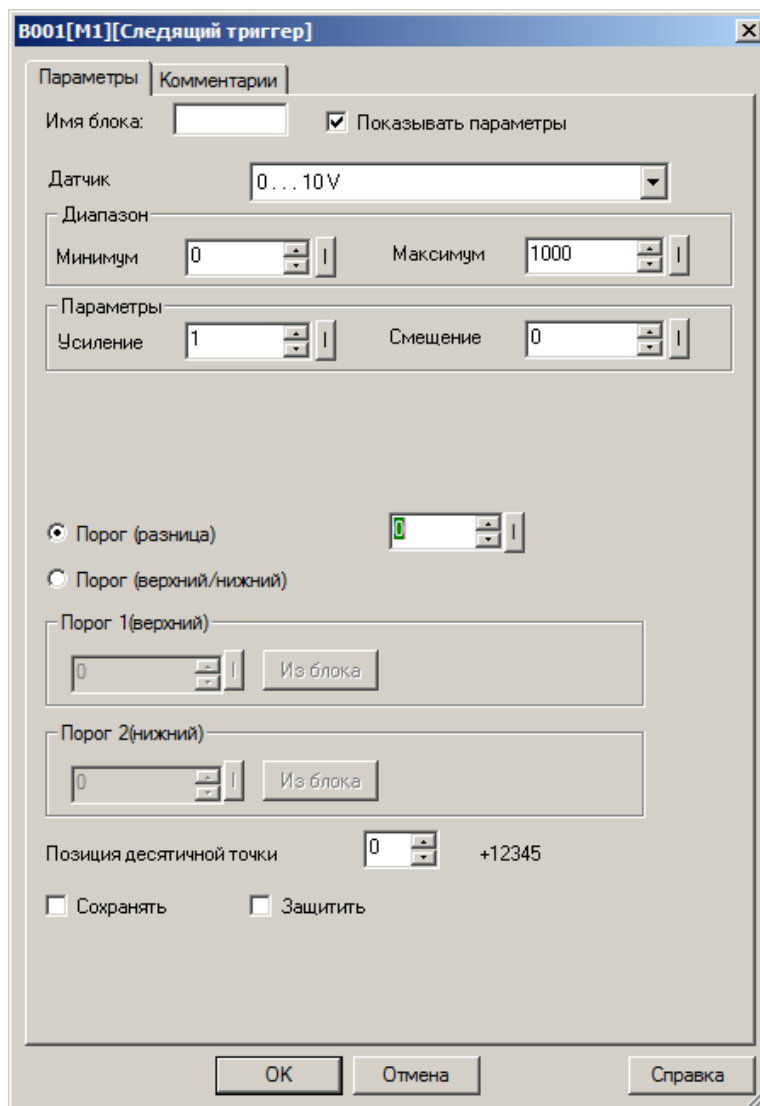 B001[M1][Следящий триггер]
Параметры Комментарии
Имя блока: Показывать параметры
Датчик 0...10V
Диапазон
Минимум 0 I Максимум 1000 I
Параметры
Усиление 1 I Смещение 0 I
Порог (разница) 0 I
Порог (верхний/нижний)
Порог 1(верхний)
0 I Из блока
Порог 2(нижний)
0 I Из блока
Позиция десятичной точки 0 +12345
Сохранять Защитить
OK Отмена Справка